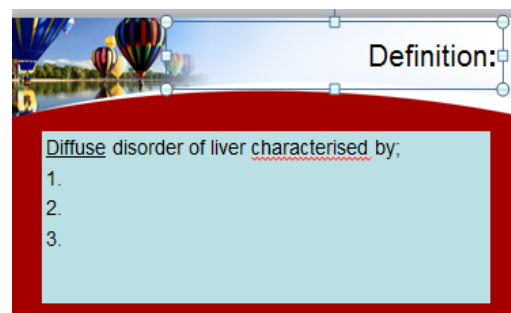 Definition:
Diffuse disorder of liver characterised by;
1.
2.
3.